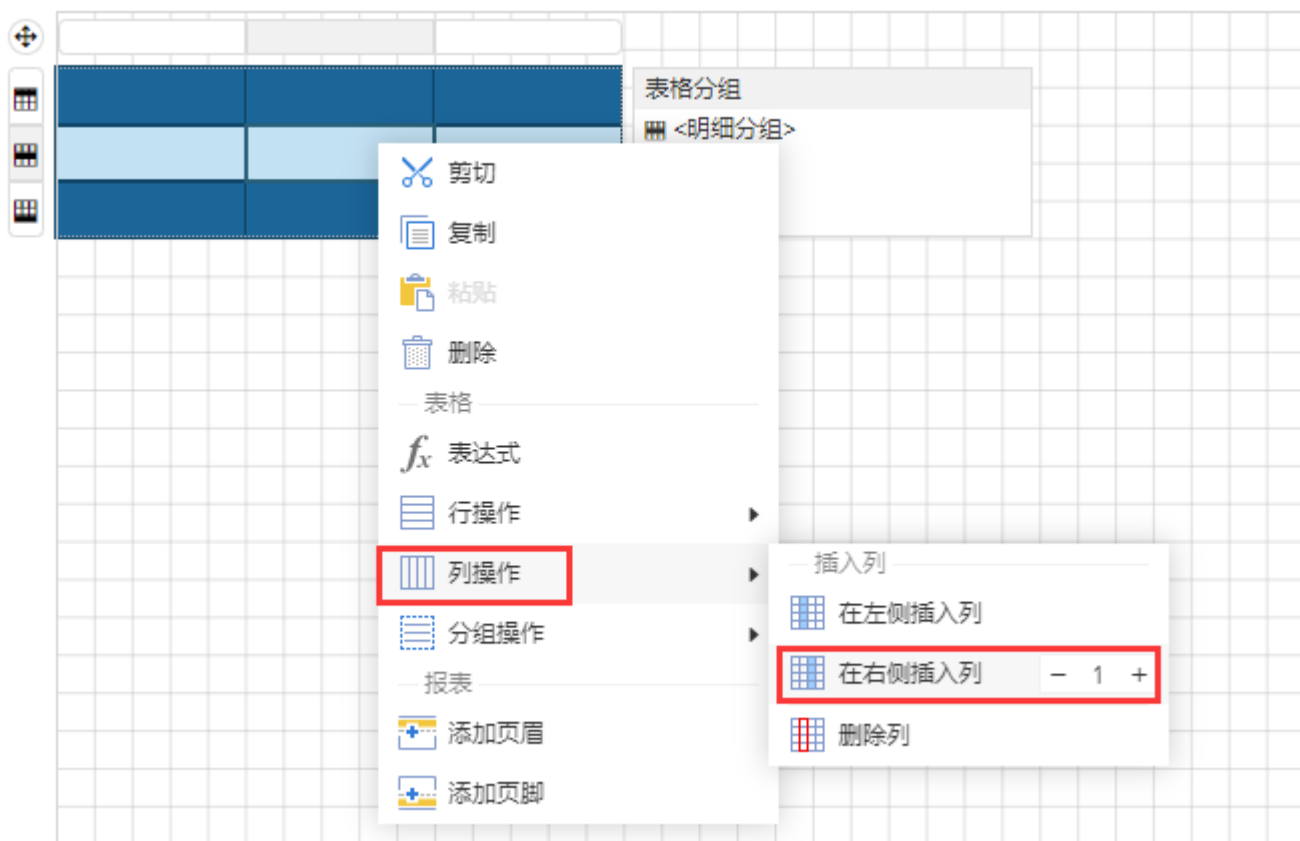 表格分组
<明细分组>
剪切
复制
粘贴
删除
表格
fx 表达式
行操作
列操作
分组操作
报表
添加页眉
添加页脚
插入列
在左侧插入列
在右侧插入列 − 1 +
删除列